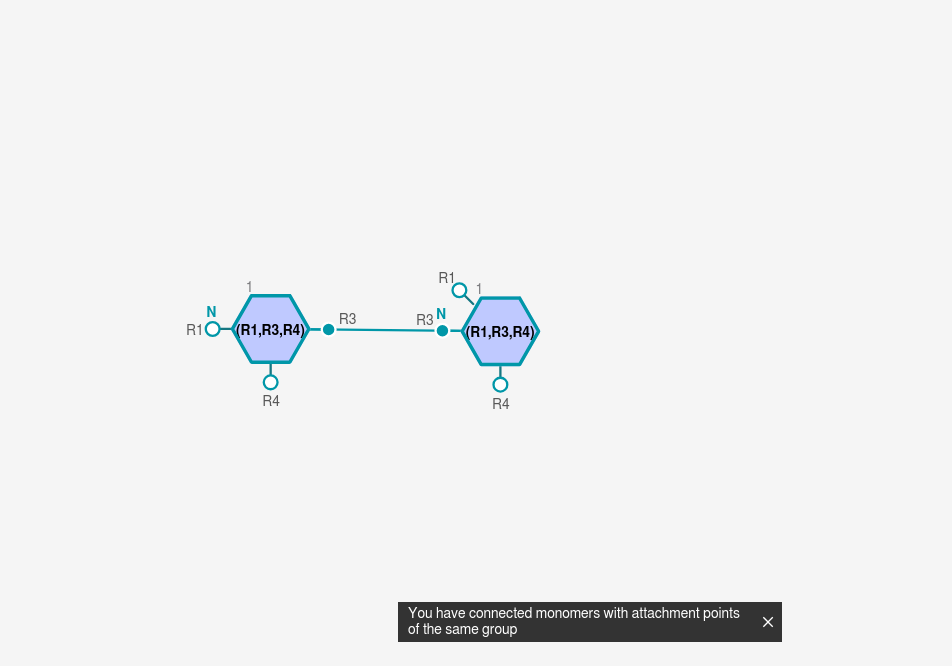 R1
1
1
N
N
R3
R3
R1
(R1,R3,R4)
(R1,R3,R4)
R4
R4
You have connected monomers with attachment points
of the same group